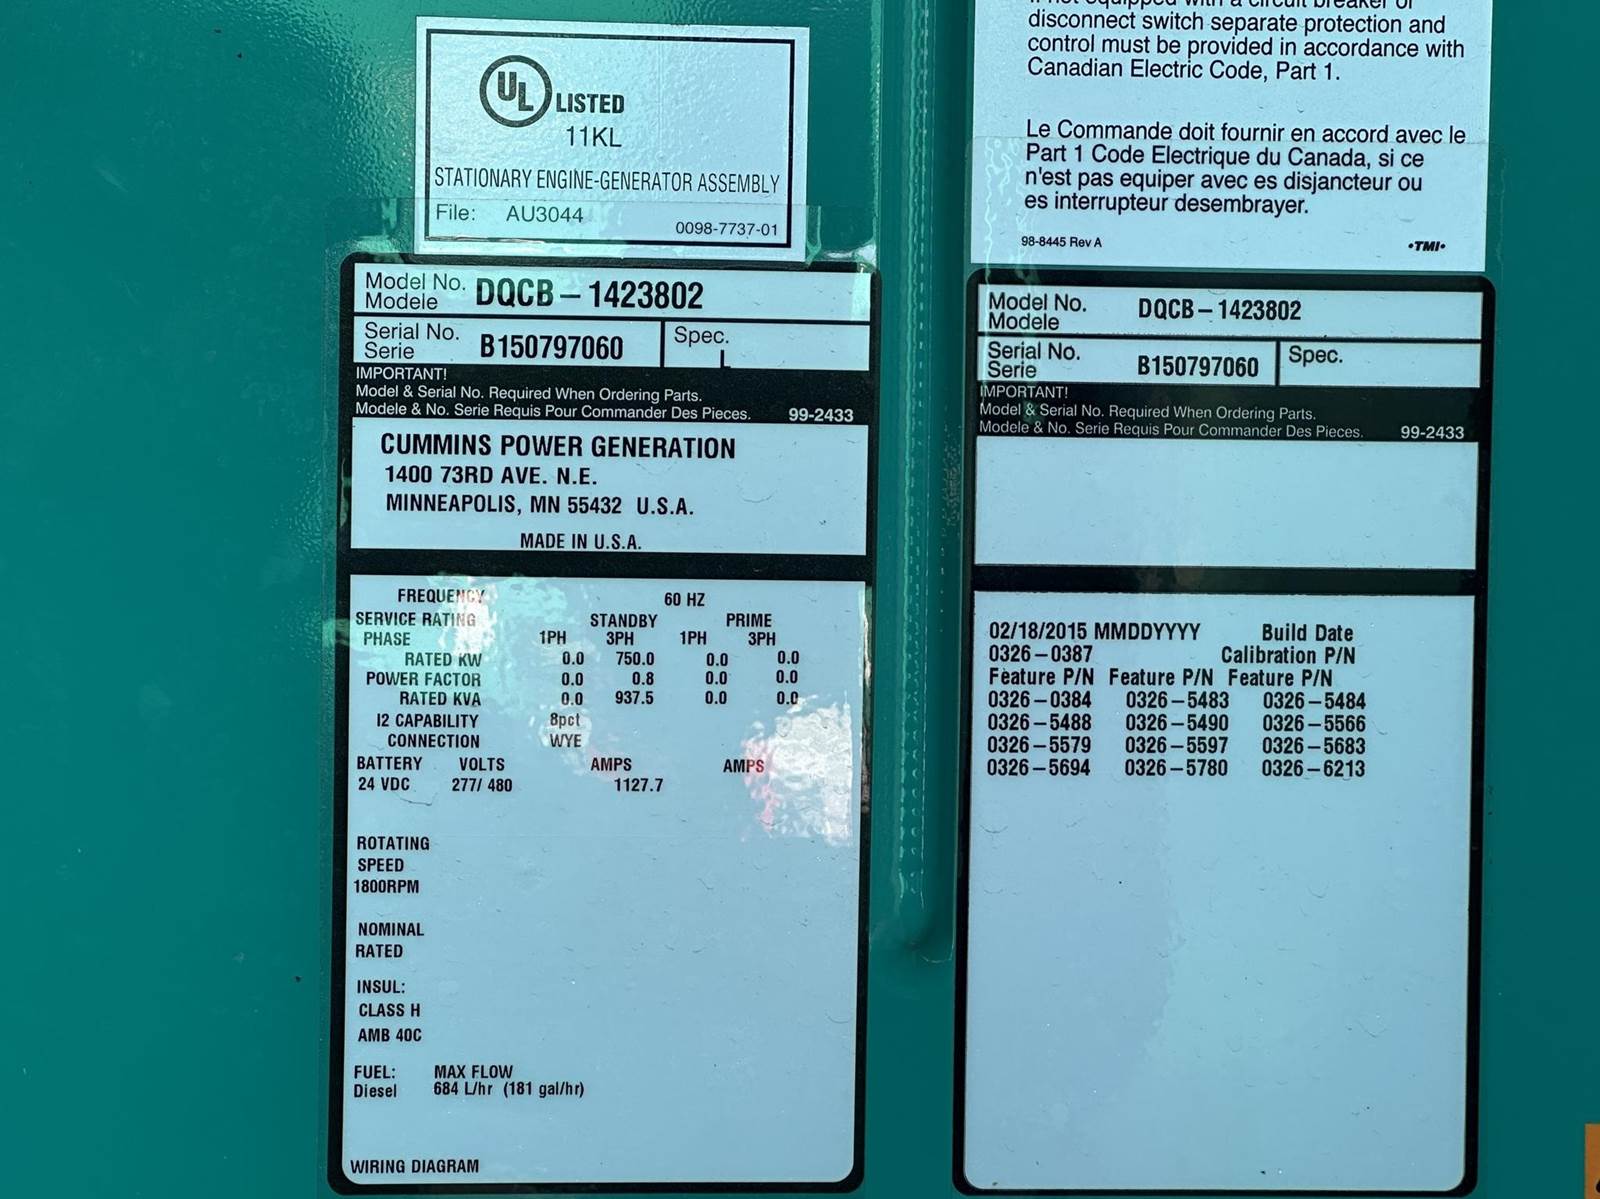 UL LISTED
11KL
STATIONARY ENGINE-GENERATOR ASSEMBLY
File: AU3044 0098-7737-01
Model No. DQCB – 1423802
Modele
Serial No. B150797060 Spec.
Serie L
IMPORTANT!
Model & Serial No. Required When Ordering Parts.
Modele & No. Serie Requis Pour Commander Des Pieces. 99-2433
CUMMINS POWER GENERATION
1400 73RD AVE. N.E.
MINNEAPOLIS, MN 55432 U.S.A.
MADE IN U.S.A.
FREQUENCY 60 HZ
SERVICE RATING STANDBY PRIME
PHASE 1PH 3PH 1PH 3PH
RATED KW 0.0 750.0 0.0 0.0
POWER FACTOR 0.0 0.8 0.0 0.0
RATED KVA 0.0 937.5 0.0 0.0
I2 CAPABILITY 8pct
CONNECTION WYE
BATTERY VOLTS AMPS AMPS
24 VDC 277/ 480 1127.7
ROTATING
SPEED
1800RPM
NOMINAL
RATED
INSUL:
CLASS H
AMB 40C
FUEL: MAX FLOW
Diesel 684 L/hr (181 gal/hr)
WIRING DIAGRAM
If not equipped with a circuit breaker or
disconnect switch separate protection and
control must be provided in accordance with
Canadian Electric Code, Part 1.
Le Commande doit fournir en accord avec le
Part 1 Code Electrique du Canada, si ce
n'est pas equiper avec es disjancteur ou
es interrupteur desembrayer.
98-8445 Rev A •TMI•
Model No. DQCB – 1423802
Modele
Serial No. B150797060 Spec.
Serie
IMPORTANT!
Model & Serial No. Required When Ordering Parts.
Modele & No. Serie Requis Pour Commander Des Pieces. 99-2433
02/18/2015 MMDDYYYY Build Date
0326–0387 Calibration P/N
Feature P/N Feature P/N Feature P/N
0326–0384 0326–5483 0326–5484
0326–5488 0326–5490 0326–5566
0326–5579 0326–5597 0326–5683
0326–5694 0326–5780 0326–6213